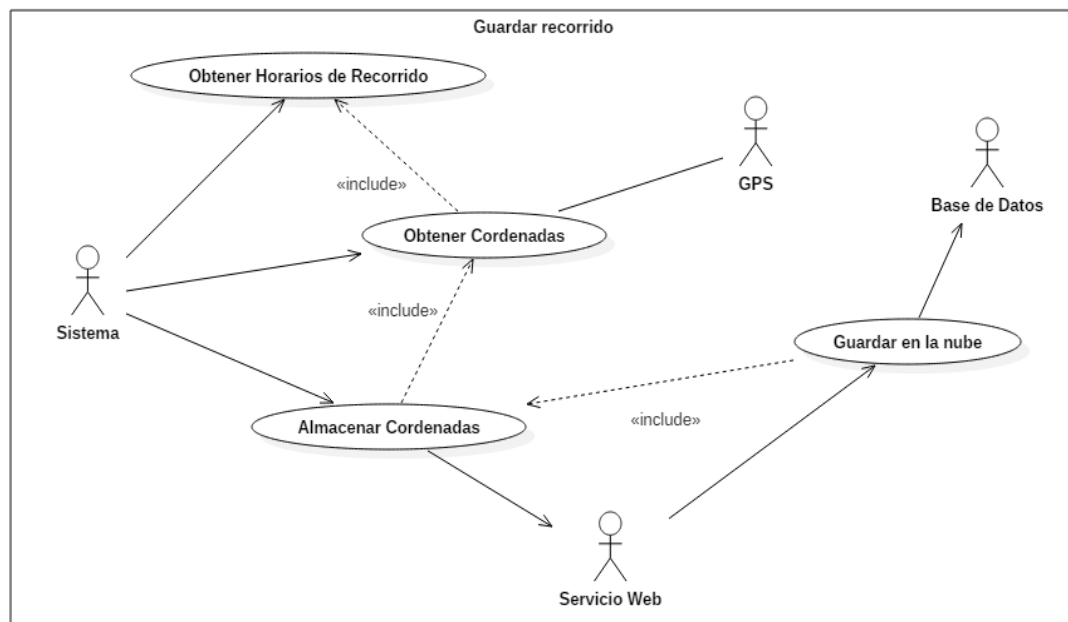 Guardar recorrido
Obtener Horarios de Recorrido
«include»
GPS
Base de Datos
Obtener Cordenadas
Sistema
«include»
Guardar en la nube
Almacenar Cordenadas
«include»
Servicio Web